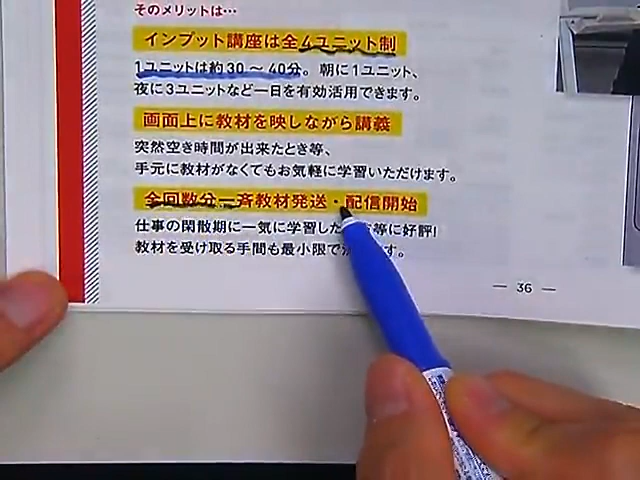 そのメリットは…
インプット講座は全4ユニット制
1ユニットは約30～40分。朝に1ユニット、
夜に3ユニットなど一日を有効活用できます。
画面上に教材を映しながら講義
突然空き時間が出来たとき等、
手元に教材がなくてもお気軽に学習いただけます。
全回数分一斉教材発送・配信開始
仕事の閑散期に一気に学習した 等に好評!
教材を受け取る手間も最小限で す。
― 36 ―